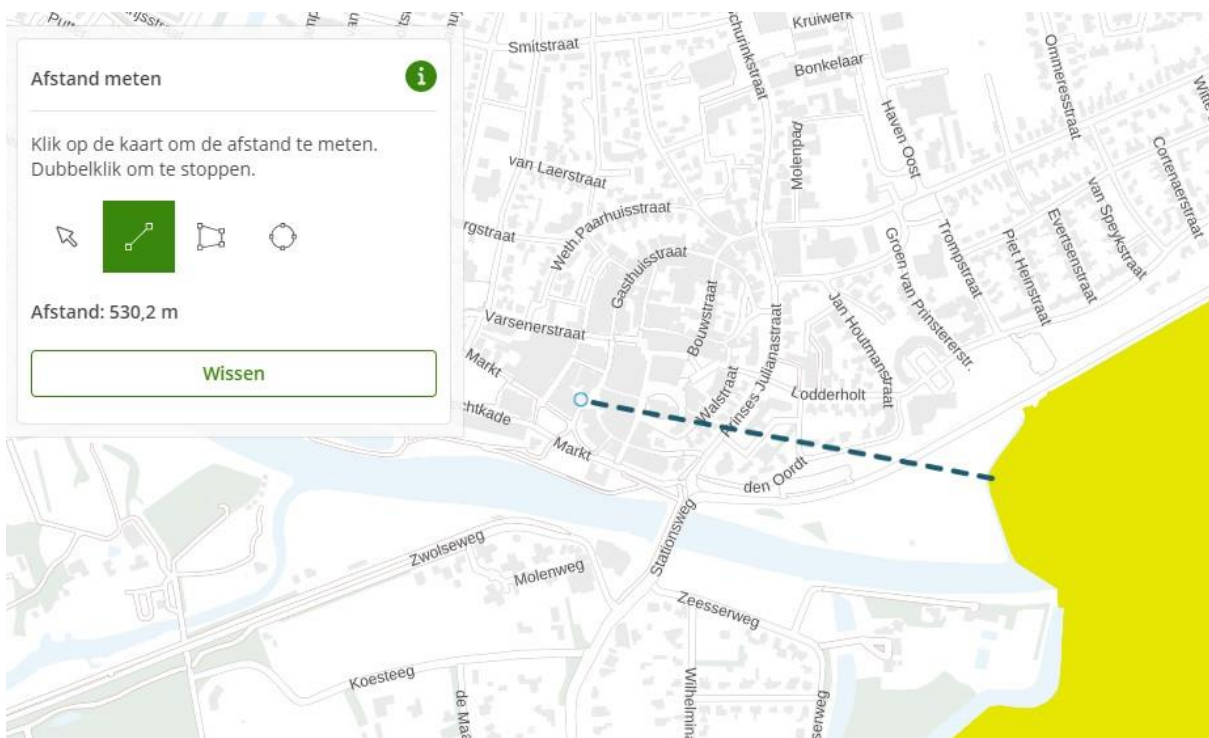 Afstand meten
Klik op de kaart om de afstand te meten.
Dubbelklik om te stoppen.
Afstand: 530,2 m
Wissen
Smitstraat
Kruiwerk
Bonkelaar
Ommeresstraat
Haven Oost
Molenpad
Cortenaerstraat
van Laerstraat
van Speykstraat
Weth.Paarhuisstraat
Evertsenstraat
Piet Heinstraat
Trompstraat
Groen van Prinstererstr.
Gasthuisstraat
Bouwstraat
Jan Houtmanstraat
Varsenerstraat
Markt
Walstraat
Prinses Julianastraat
Lodderholt
Markt
den Oordt
Stationsweg
Zwolseweg
Molenweg
Zeesserweg
Koesteeg